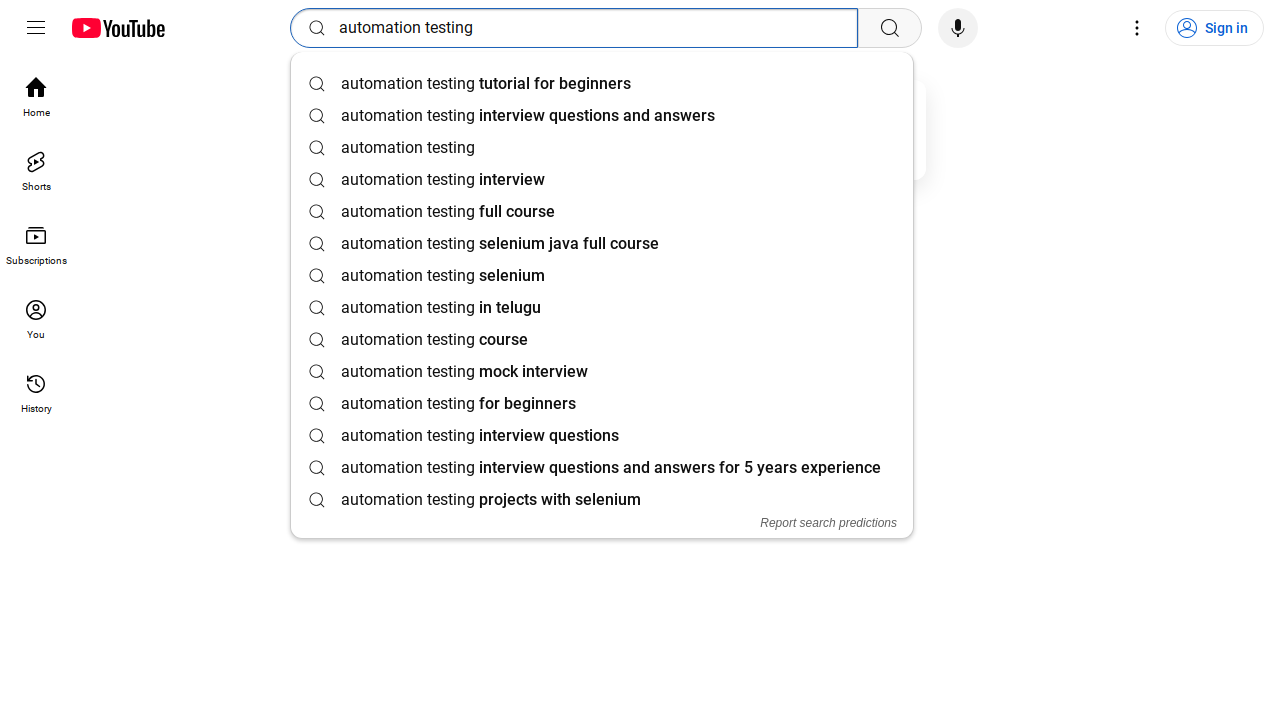 YouTube
automation testing
Sign in
automation testing tutorial for beginners
automation testing interview questions and answers
automation testing
automation testing interview
automation testing full course
automation testing selenium java full course
automation testing selenium
automation testing in telugu
automation testing course
automation testing mock interview
automation testing for beginners
automation testing interview questions
automation testing interview questions and answers for 5 years experience
automation testing projects with selenium
Report search predictions
Home
Shorts
Subscriptions
You
History